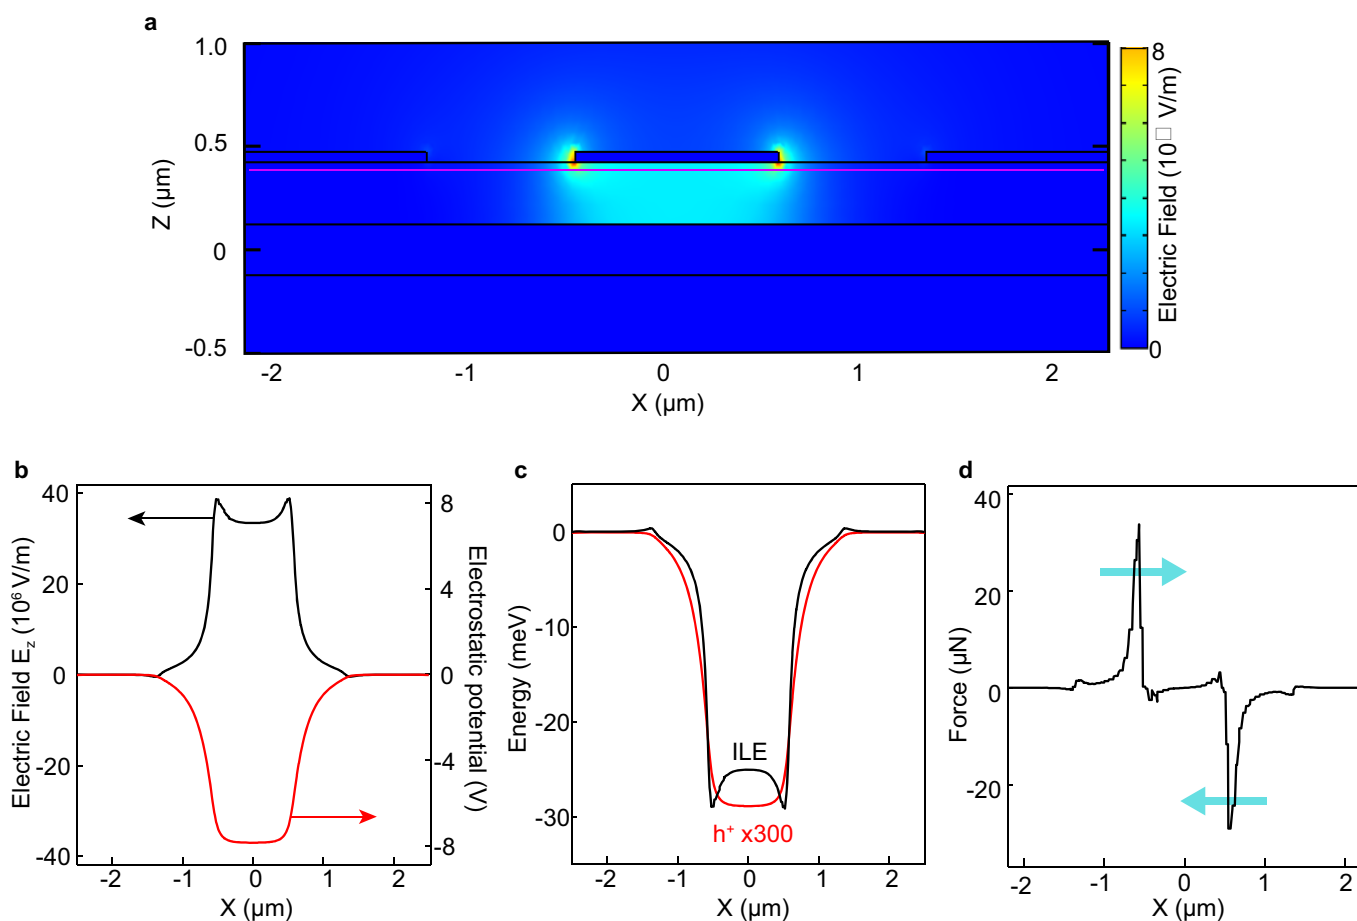 a
1.0
0.5
0
-0.5
Z (µm)
-2
-1
0
1
2
X (µm)
8
0
Electric Field (10□ V/m)
b
40
20
0
-20
-40
Electric Field E_z (10⁶ V/m)
8
4
0
-4
-8
Electrostatic potential (V)
-2
-1
0
1
2
X (µm)
c
0
-10
-20
-30
Energy (meV)
ILE
h⁺ x300
-2
-1
0
1
2
X (µm)
d
40
20
0
-20
Force (µN)
-2
-1
0
1
2
X (µm)